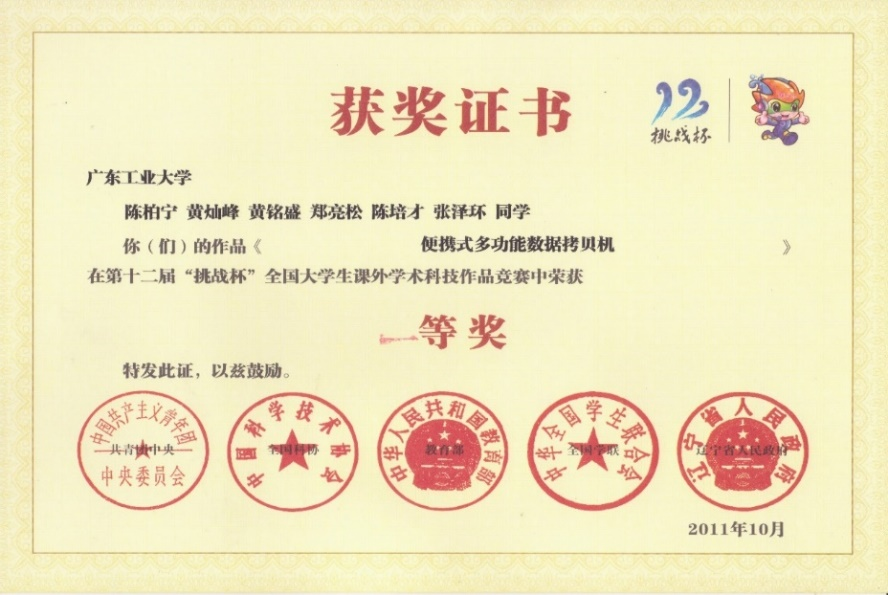 获奖证书
12
挑战杯
广东工业大学
陈柏宁 黄灿峰 黄铭盛 郑亮松 陈培才 张泽环 同学
你（们）的作品《 便携式多功能数据拷贝机 》
在第十二届“挑战杯”全国大学生课外学术科技作品竞赛中荣获
一等奖
特发此证，以兹鼓励。
中国共产主义青年团
中央委员会
共青团中央
中国科学技术协会
全国科协
中华人民共和国教育部
教育部
中华全国学生联合会
全国学联
辽宁省人民政府
辽宁省人民政府
2011年10月